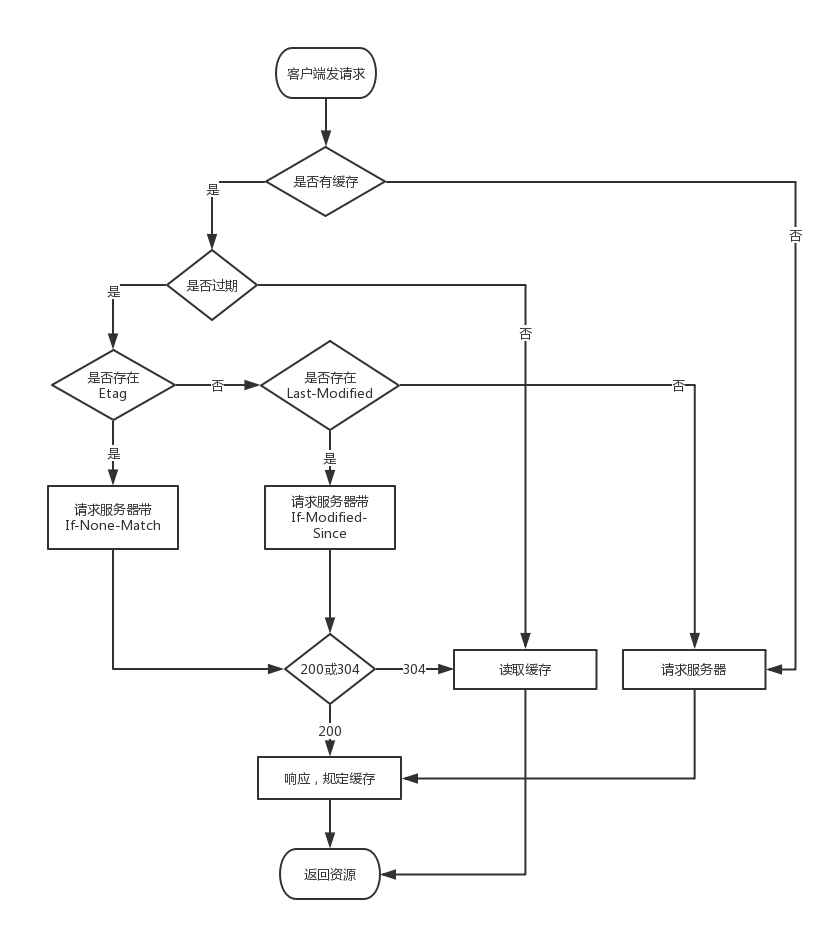 客户端发请求
是否有缓存
是
否
是否过期
是
否
是否存在
Etag
否
是否存在
Last-Modified
否
是
是
请求服务器带
If-None-Match
请求服务器带
If-Modified-
Since
200或304
304
读取缓存
请求服务器
200
响应，规定缓存
返回资源